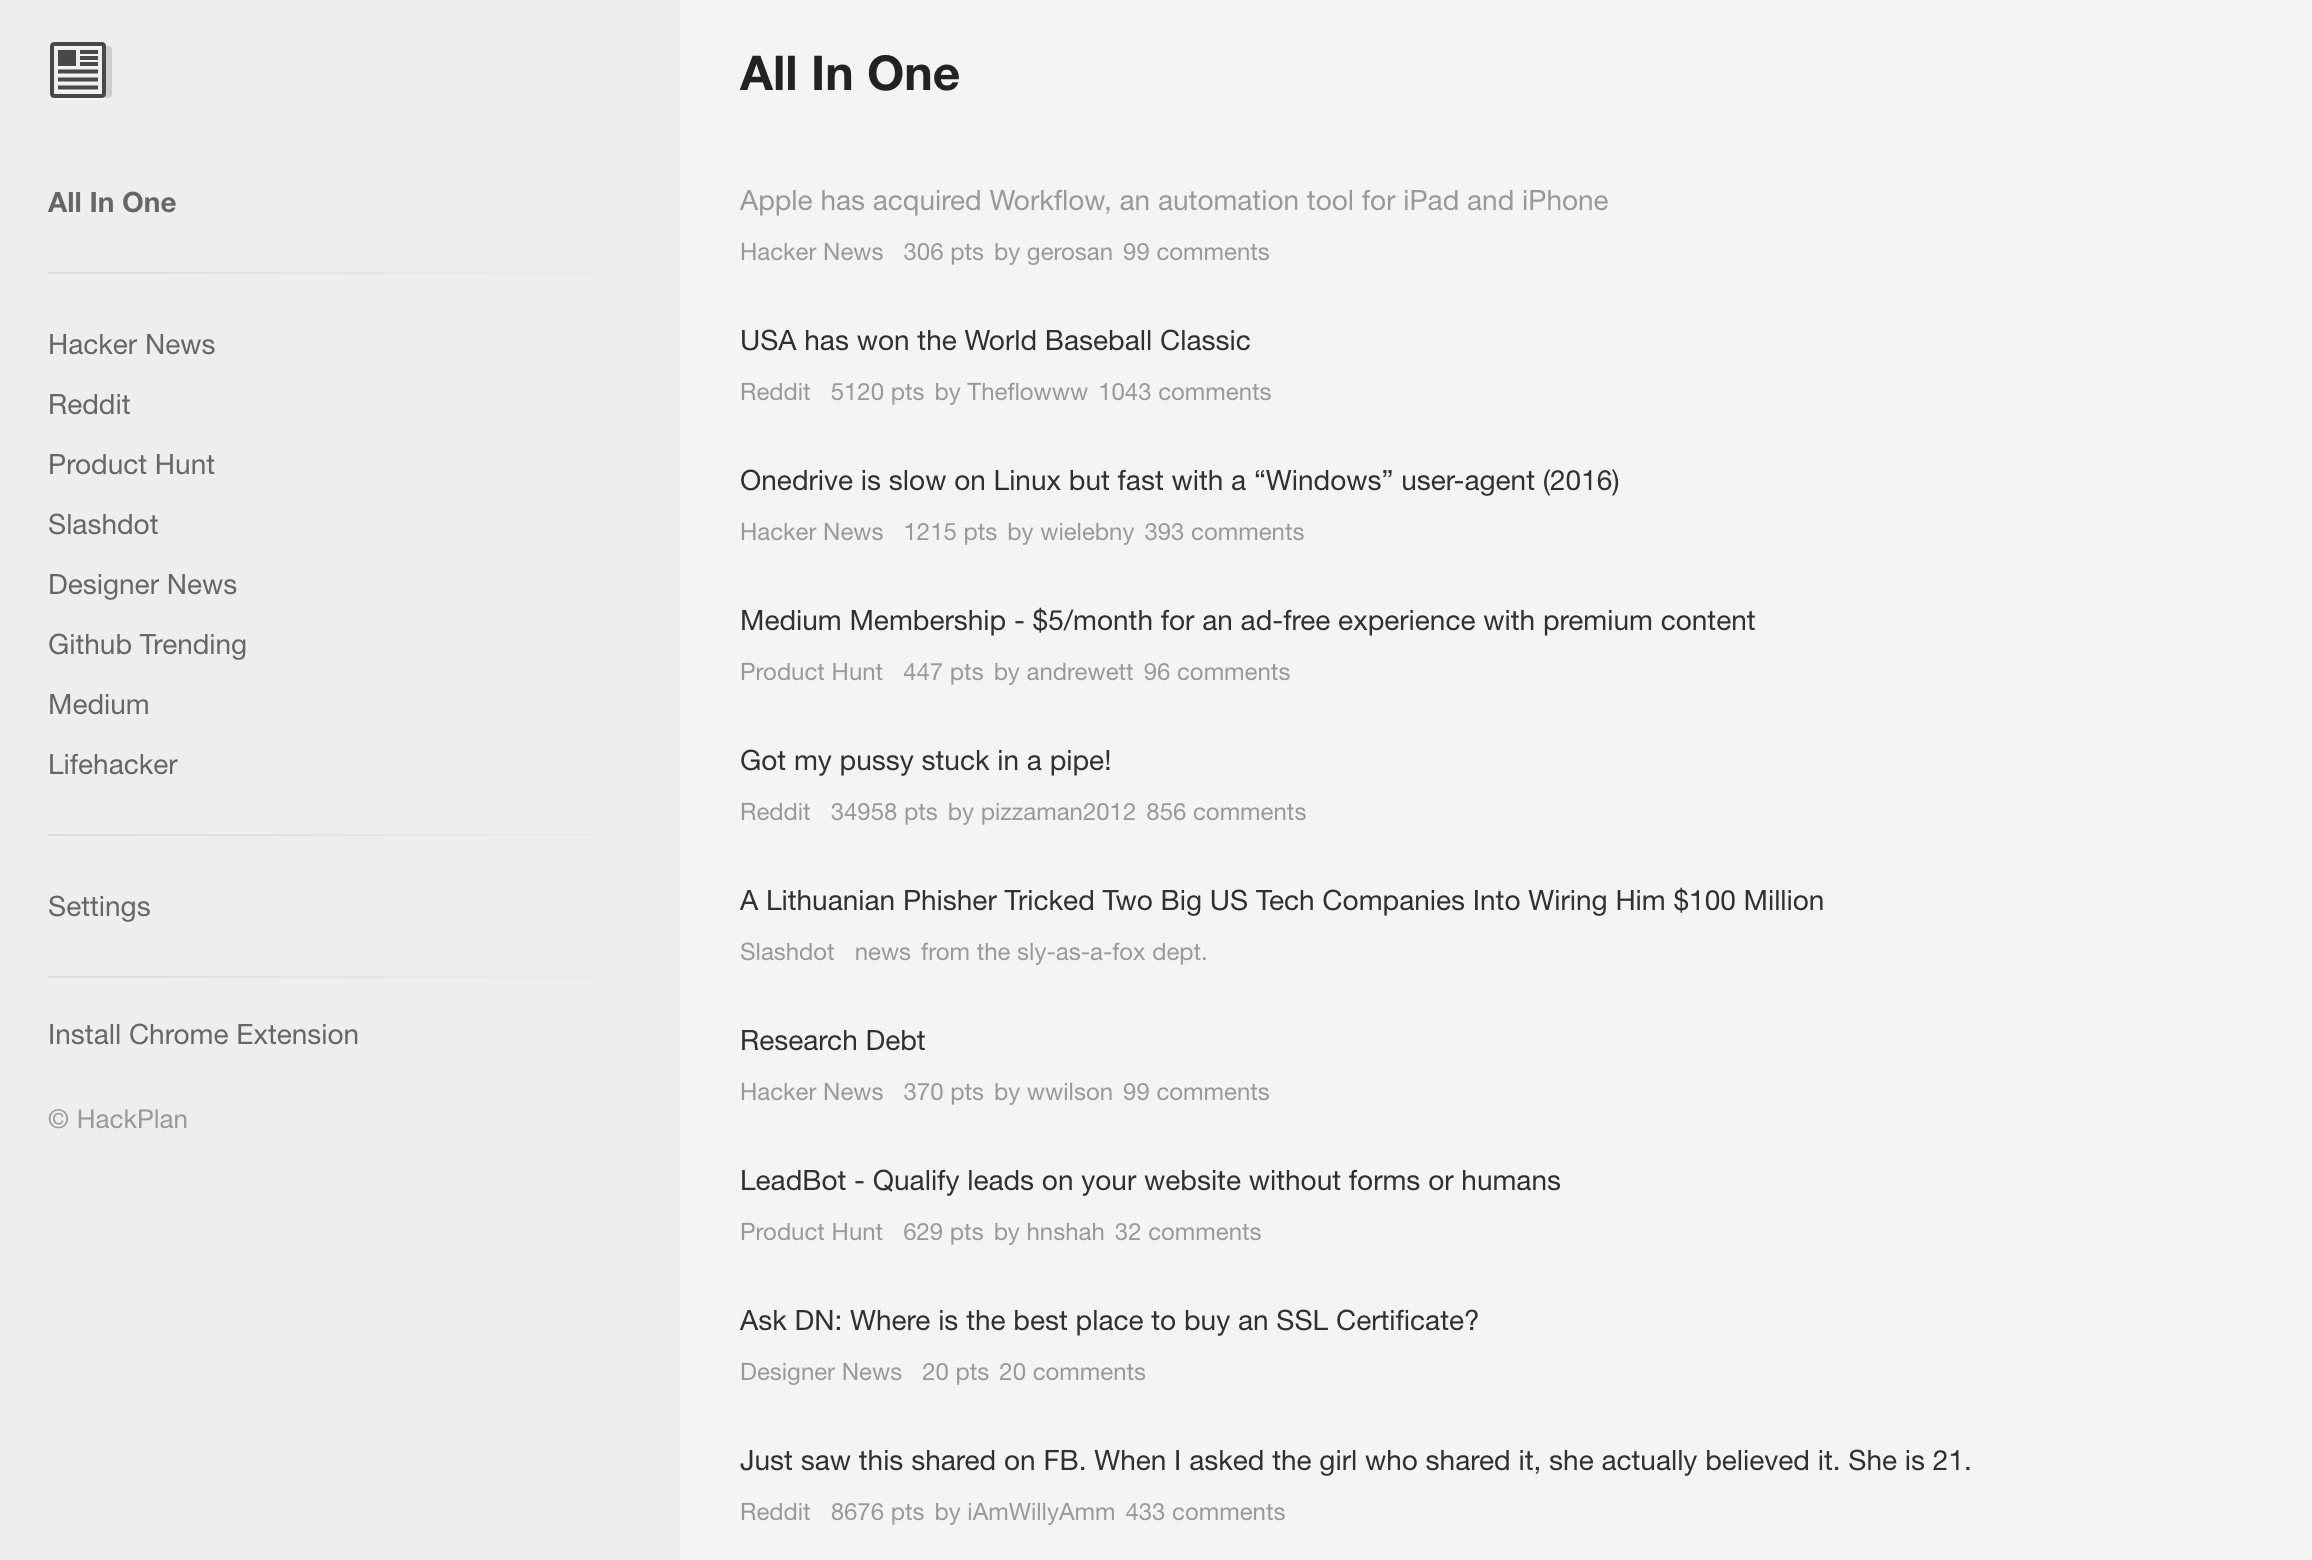 All In One
Hacker News
Reddit
Product Hunt
Slashdot
Designer News
Github Trending
Medium
Lifehacker
Settings
Install Chrome Extension
© HackPlan
All In One
Apple has acquired Workflow, an automation tool for iPad and iPhone
Hacker News 306 pts by gerosan 99 comments
USA has won the World Baseball Classic
Reddit 5120 pts by Theflowww 1043 comments
Onedrive is slow on Linux but fast with a “Windows” user-agent (2016)
Hacker News 1215 pts by wielebny 393 comments
Medium Membership - $5/month for an ad-free experience with premium content
Product Hunt 447 pts by andrewett 96 comments
Got my pussy stuck in a pipe!
Reddit 34958 pts by pizzaman2012 856 comments
A Lithuanian Phisher Tricked Two Big US Tech Companies Into Wiring Him $100 Million
Slashdot news from the sly-as-a-fox dept.
Research Debt
Hacker News 370 pts by wwilson 99 comments
LeadBot - Qualify leads on your website without forms or humans
Product Hunt 629 pts by hnshah 32 comments
Ask DN: Where is the best place to buy an SSL Certificate?
Designer News 20 pts 20 comments
Just saw this shared on FB. When I asked the girl who shared it, she actually believed it. She is 21.
Reddit 8676 pts by iAmWillyAmm 433 comments